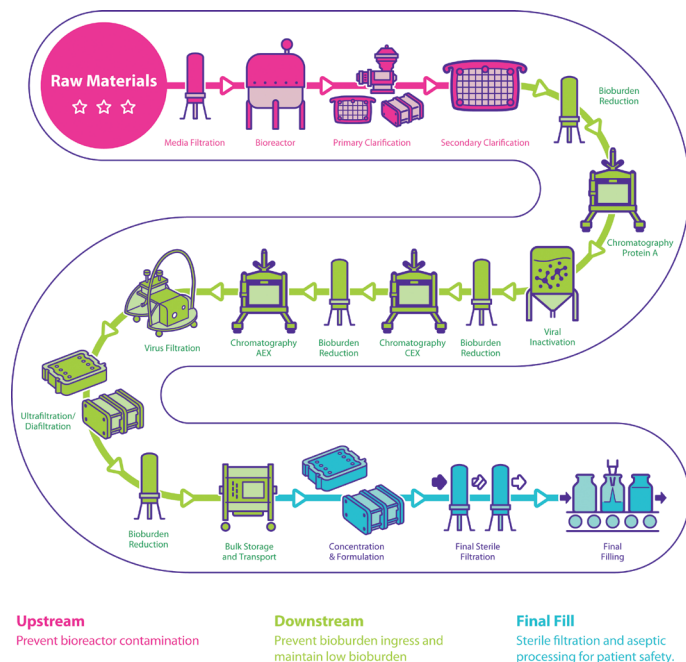 Raw Materials
Media Filtration
Bioreactor
Primary Clarification
Secondary Clarification
Bioburden
Reduction
Chromatography
Protein A
Viral
Inactivation
Bioburden
Reduction
Chromatography
CEX
Bioburden
Reduction
Chromatography
AEX
Virus Filtration
Ultrafiltration/
Diafiltration
Bioburden
Reduction
Bulk Storage
and Transport
Concentration
& Formulation
Final Sterile
Filtration
Final
Filling
Upstream
Prevent bioreactor contamination
Downstream
Prevent bioburden ingress and
maintain low bioburden
Final Fill
Sterile filtration and aseptic
processing for patient safety.